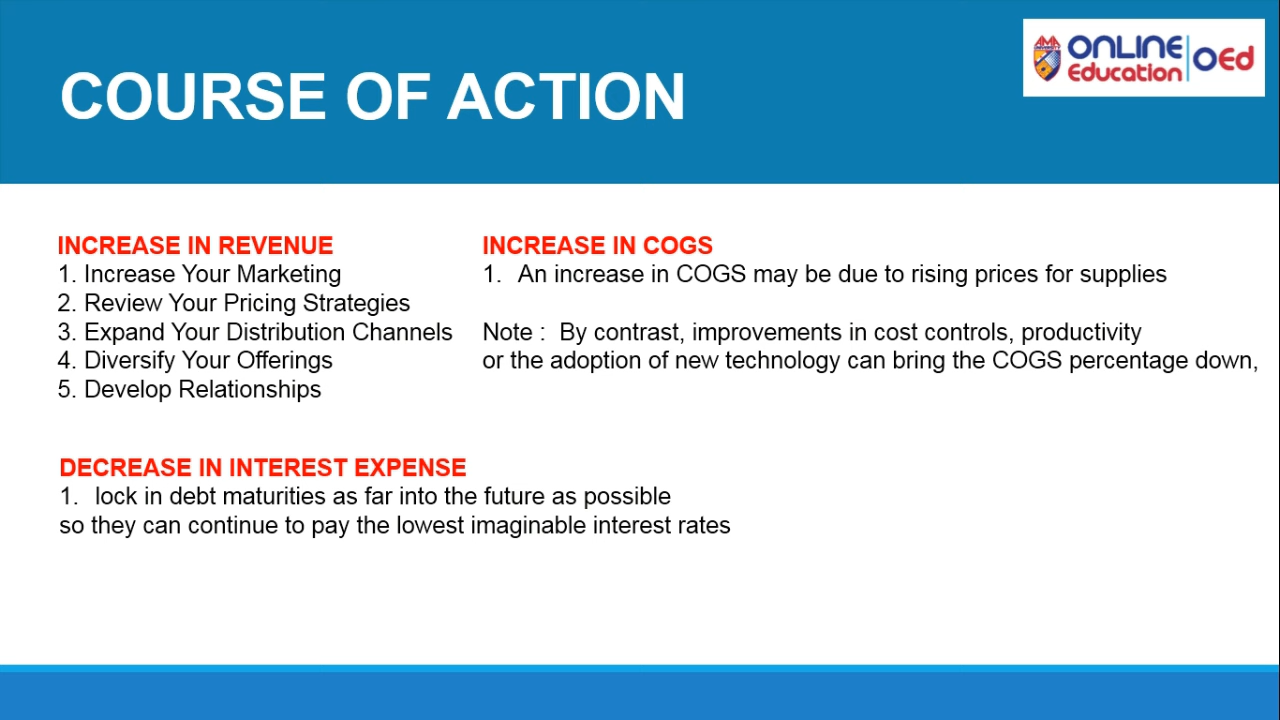 COURSE OF ACTION
ONLINE
Education
OEd
INCREASE IN REVENUE
1. Increase Your Marketing
2. Review Your Pricing Strategies
3. Expand Your Distribution Channels
4. Diversify Your Offerings
5. Develop Relationships
INCREASE IN COGS
1. An increase in COGS may be due to rising prices for supplies
Note : By contrast, improvements in cost controls, productivity
or the adoption of new technology can bring the COGS percentage down,
DECREASE IN INTEREST EXPENSE
1. lock in debt maturities as far into the future as possible
so they can continue to pay the lowest imaginable interest rates